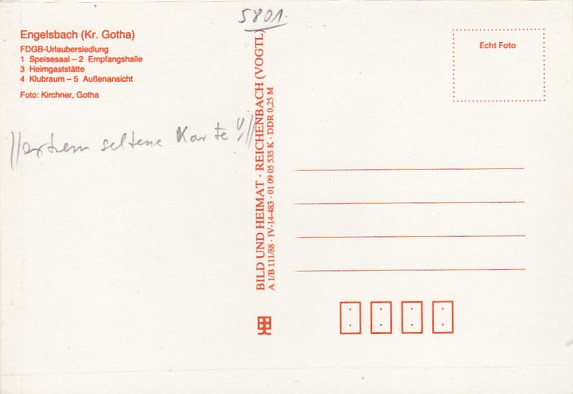 5801.
Engelsbach (Kr. Gotha)
FDGB-Urlaubersiedlung
1 Speisesaal – 2 Empfangshalle
3 Heimgaststätte
4 Klubraum – 5 Außenansicht
Foto: Kirchner, Gotha
//extrem seltene Karte!//
BILD UND HEIMAT · REICHENBACH (VOGTL)
A 1/B 111/88 · IV-14-483 · 01 09 05 535 K · DDR 0,25 M
Echt Foto